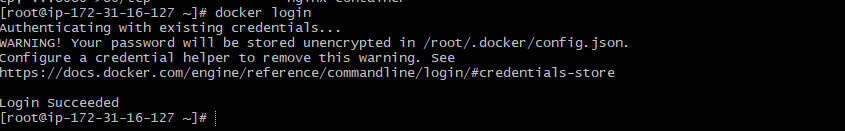 [root@ip-172-31-16-127 ~]# docker login
Authenticating with existing credentials...
WARNING! Your password will be stored unencrypted in /root/.docker/config.json.
Configure a credential helper to remove this warning. See
https://docs.docker.com/engine/reference/commandline/login/#credentials-store
Login Succeeded
[root@ip-172-31-16-127 ~]#